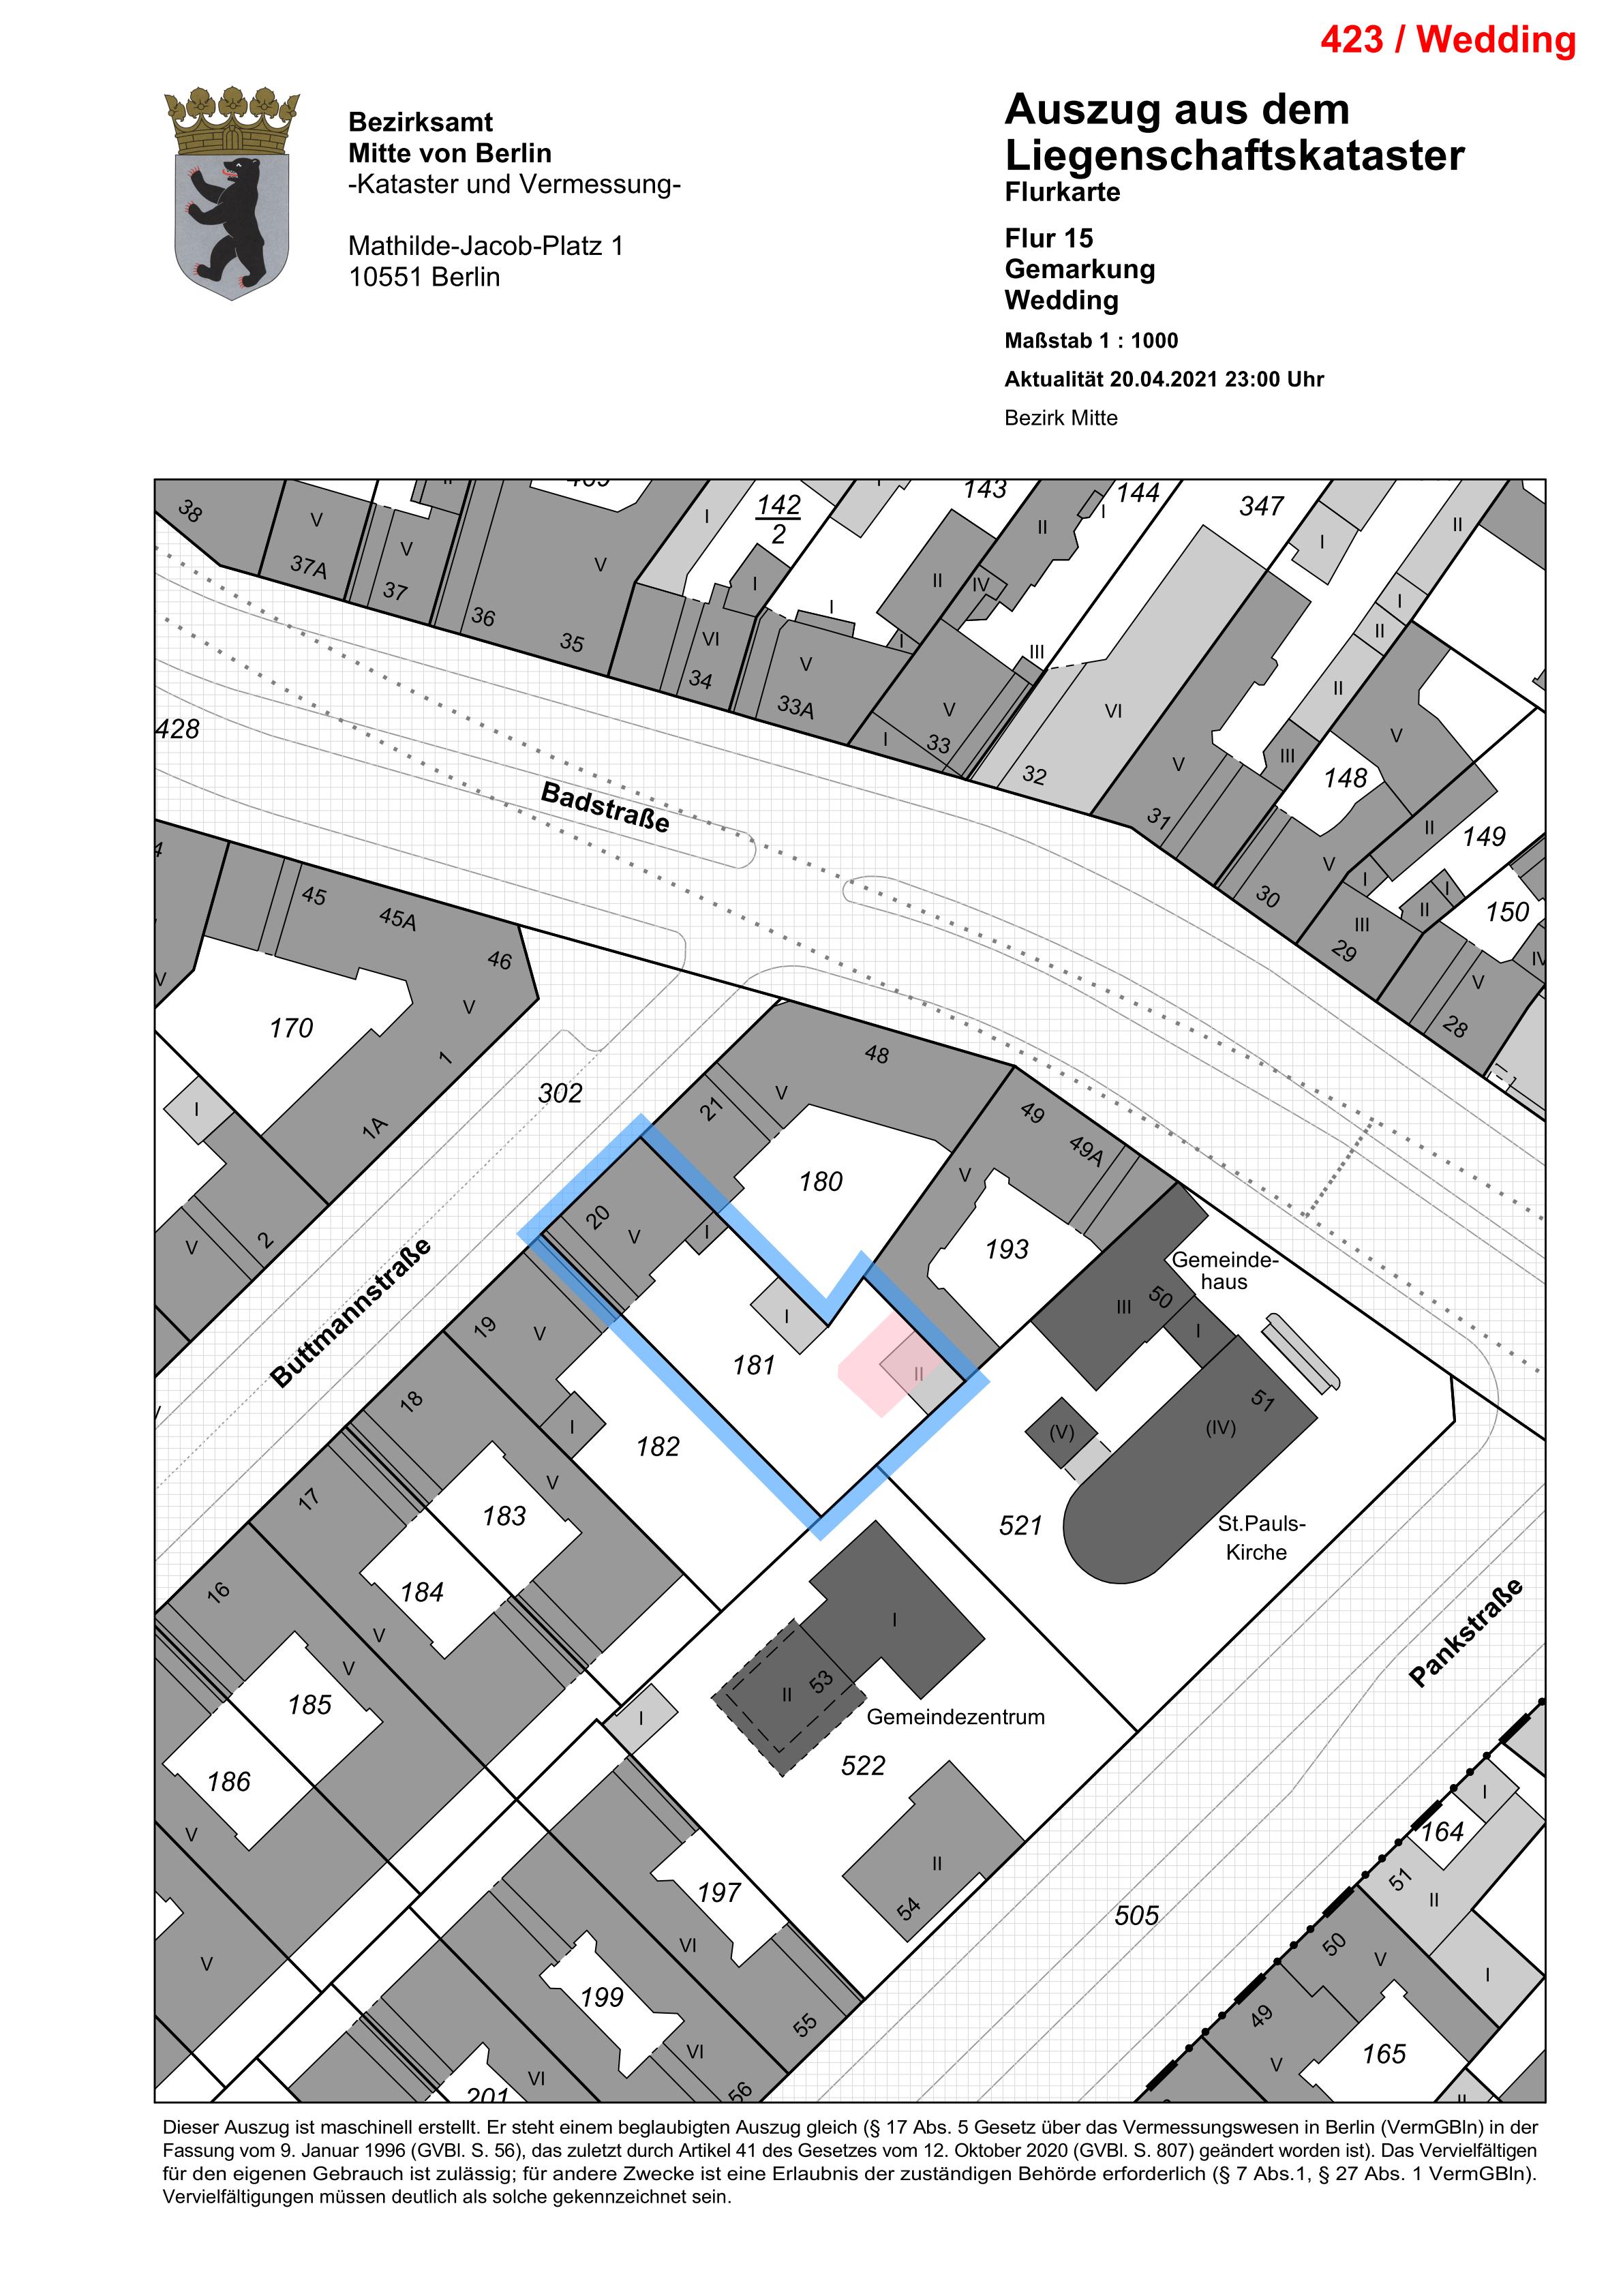 423 / Wedding
Bezirksamt
Mitte von Berlin
-Kataster und Vermessung-
Mathilde-Jacob-Platz 1
10551 Berlin
Auszug aus dem
Liegenschaftskataster
Flurkarte
Flur 15
Gemarkung
Wedding
Maßstab 1 : 1000
Aktualität 20.04.2021 23:00 Uhr
Bezirk Mitte
38
V
37A
V
37
II
36
V
35
I
142
2
I
VI
34
I
V
33A
I
143
II
IV
I
V
33
I
II
I
144
III
347
VI
32
I
II
I
II
II
V
31
III
148
V
V
30
II
149
I
III
29
II
I
150
IV
V
28
428
Badstraße
4
V
45
45A
46
V
170
1
1A
I
V
2
302
48
V
21
180
49
49A
V
193
20
V
I
I
181
II
Gemeinde-
haus
III
50
I
51
(IV)
(V)
Buttmannstraße
19
V
I
182
18
V
17
183
184
V
521
St.Pauls-
Kirche
Pankstraße
16
V
185
186
V
V
I
I
II
53
Gemeindezentrum
522
II
54
197
VI
199
55
VI
201
VI
56
505
I
164
51
II
50
V
I
49
V
165
II
Dieser Auszug ist maschinell erstellt. Er steht einem beglaubigten Auszug gleich (§ 17 Abs. 5 Gesetz über das Vermessungswesen in Berlin (VermGBln) in der
Fassung vom 9. Januar 1996 (GVBl. S. 56), das zuletzt durch Artikel 41 des Gesetzes vom 12. Oktober 2020 (GVBl. S. 807) geändert worden ist). Das Vervielfältigen
für den eigenen Gebrauch ist zulässig; für andere Zwecke ist eine Erlaubnis der zuständigen Behörde erforderlich (§ 7 Abs.1, § 27 Abs. 1 VermGBln).
Vervielfältigungen müssen deutlich als solche gekennzeichnet sein.